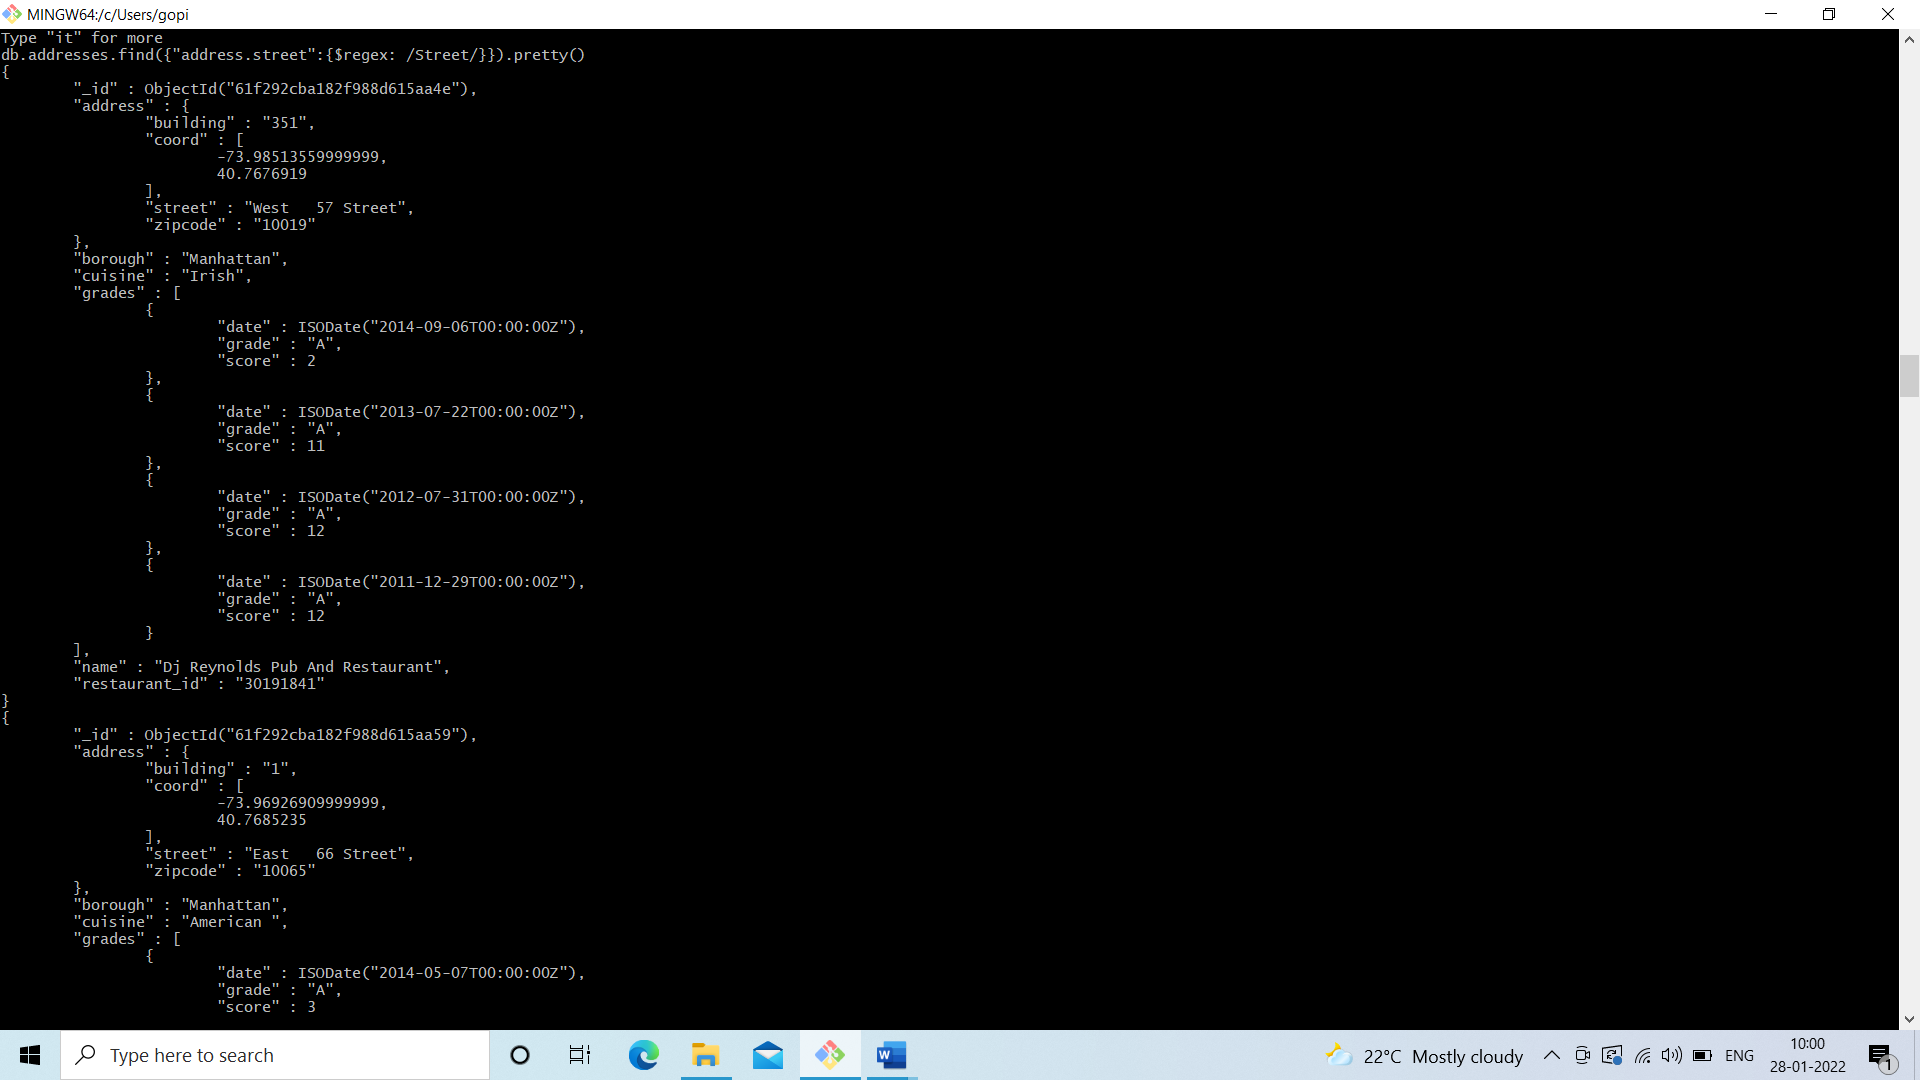 MINGW64:/c/Users/gopi
Type "it" for more
db.addresses.find({"address.street":{$regex: /Street/}}).pretty()
{
        "_id" : ObjectId("61f292cba182f988d615aa4e"),
        "address" : {
                "building" : "351",
                "coord" : [
                        -73.98513559999999,
                        40.7676919
                ],
                "street" : "West   57 Street",
                "zipcode" : "10019"
        },
        "borough" : "Manhattan",
        "cuisine" : "Irish",
        "grades" : [
                {
                        "date" : ISODate("2014-09-06T00:00:00Z"),
                        "grade" : "A",
                        "score" : 2
                },
                {
                        "date" : ISODate("2013-07-22T00:00:00Z"),
                        "grade" : "A",
                        "score" : 11
                },
                {
                        "date" : ISODate("2012-07-31T00:00:00Z"),
                        "grade" : "A",
                        "score" : 12
                },
                {
                        "date" : ISODate("2011-12-29T00:00:00Z"),
                        "grade" : "A",
                        "score" : 12
                }
        ],
        "name" : "Dj Reynolds Pub And Restaurant",
        "restaurant_id" : "30191841"
}
{
        "_id" : ObjectId("61f292cba182f988d615aa59"),
        "address" : {
                "building" : "1",
                "coord" : [
                        -73.96926909999999,
                        40.7685235
                ],
                "street" : "East   66 Street",
                "zipcode" : "10065"
        },
        "borough" : "Manhattan",
        "cuisine" : "American ",
        "grades" : [
                {
                        "date" : ISODate("2014-05-07T00:00:00Z"),
                        "grade" : "A",
                        "score" : 3
Type here to search
W
22°C Mostly cloudy
ENG
10:00
28-01-2022
1